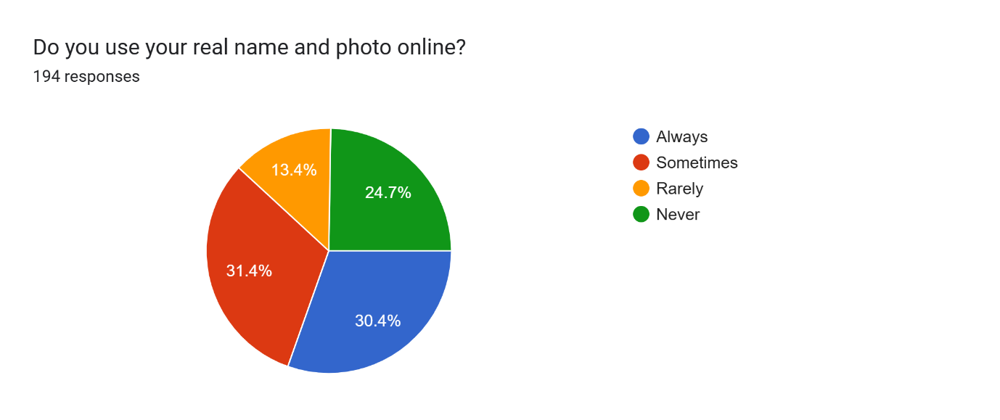 Do you use your real name and photo online?
194 responses
Always
Sometimes
Rarely
Never
13.4%
24.7%
31.4%
30.4%